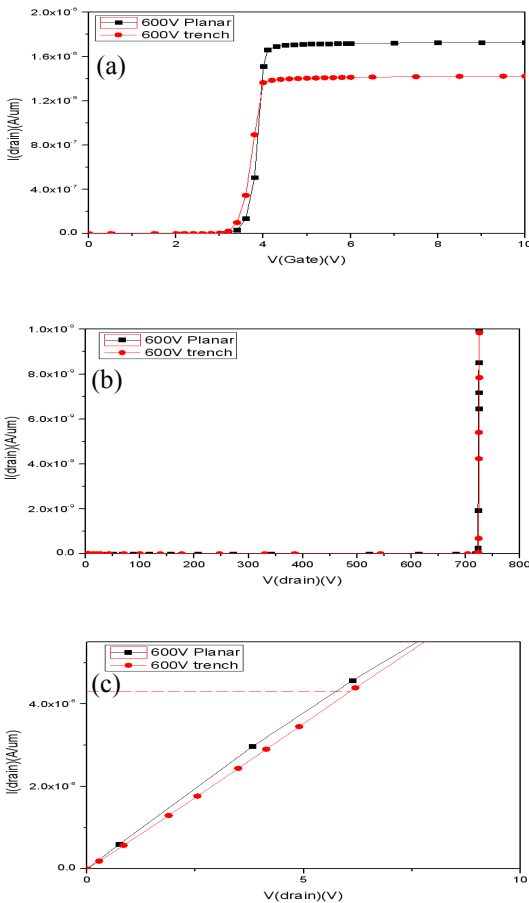 2.0x10⁻⁶
600V Planar
600V trench
(a)
1.6x10⁻⁶
1.2x10⁻⁶
8.0x10⁻⁷
4.0x10⁻⁷
0.0
I(drain)(A/um)
0 2 4 6 8 10
V(Gate)(V)
1.0x10⁻⁸
600V Planar
600V trench
(b)
8.0x10⁻⁹
6.0x10⁻⁹
4.0x10⁻⁹
2.0x10⁻⁹
0.0
I(drain)(A/um)
0 100 200 300 400 500 600 700 800
V(drain)(V)
600V Planar
600V trench
(c)
4.0x10⁻⁶
2.0x10⁻⁶
0.0
I(drain)(A/um)
0 5 10
V(drain)(V)